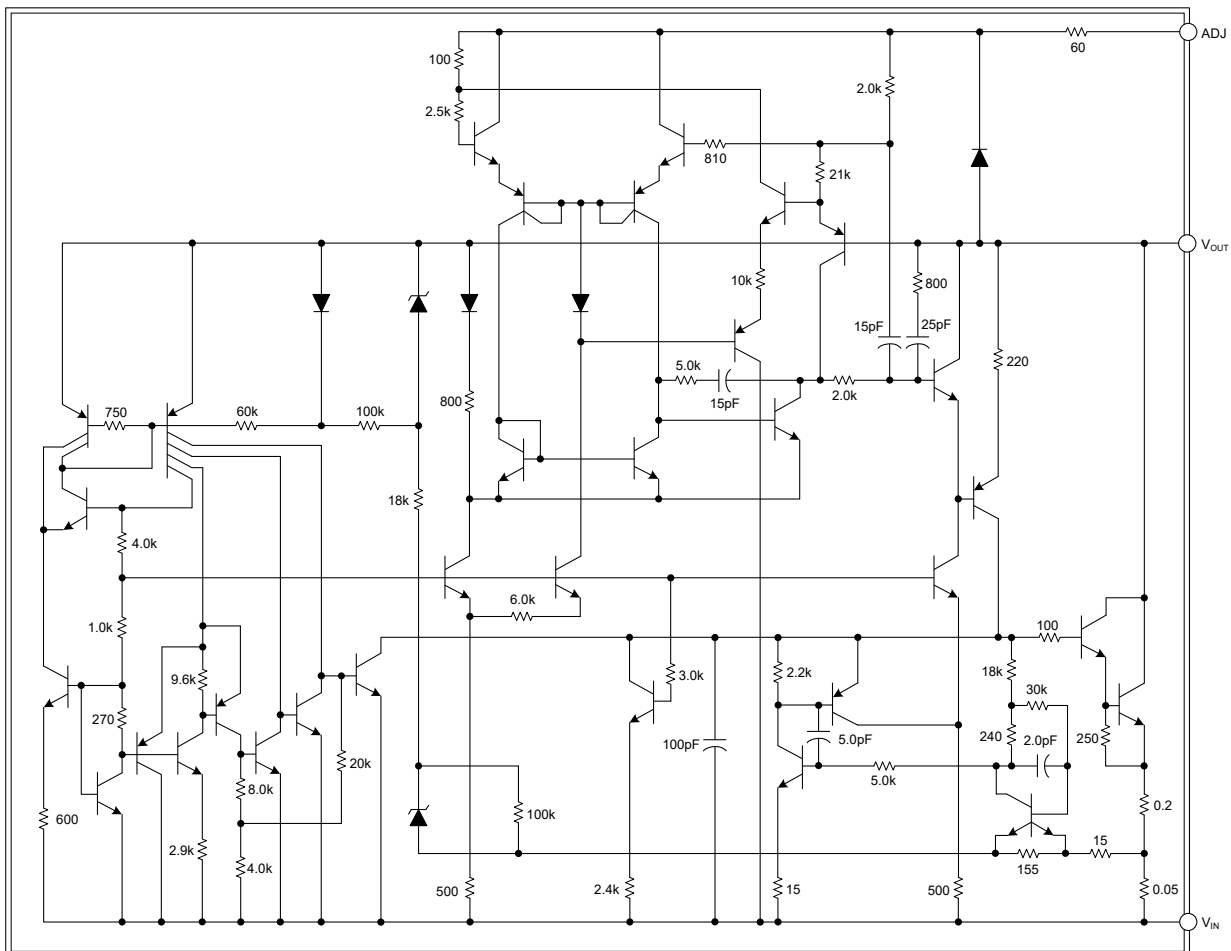 ADJ
60
100
2.5k
2.0k
810
21k
VOUT
10k
800
15pF
25pF
220
5.0k
15pF
2.0k
750
60k
100k
800
18k
4.0k
6.0k
1.0k
100
9.6k
3.0k
2.2k
18k
30k
270
5.0pF
240
2.0pF
250
100pF
20k
5.0k
8.0k
600
100k
0.2
2.9k
4.0k
15
155
500
2.4k
15
500
0.05
VIN